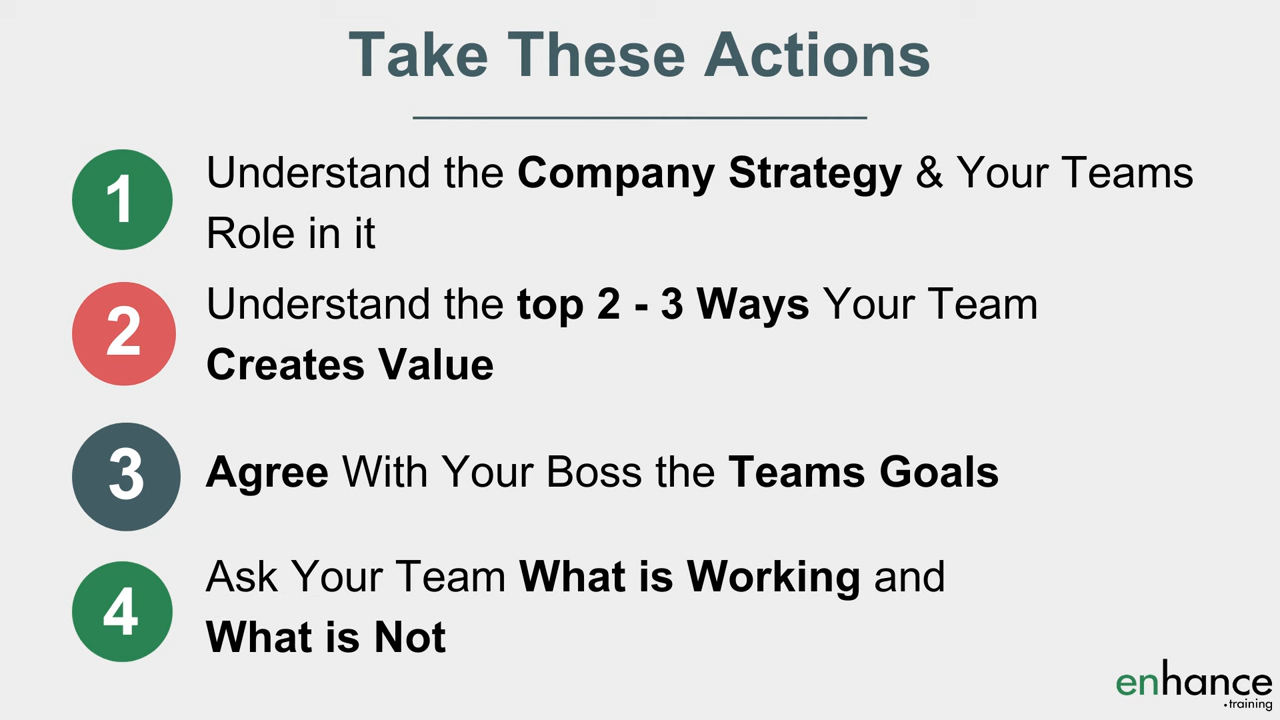 Take These Actions
1
Understand the Company Strategy & Your Teams
Role in it
2
Understand the top 2 - 3 Ways Your Team
Creates Value
3
Agree With Your Boss the Teams Goals
4
Ask Your Team What is Working and
What is Not
enhance
.training